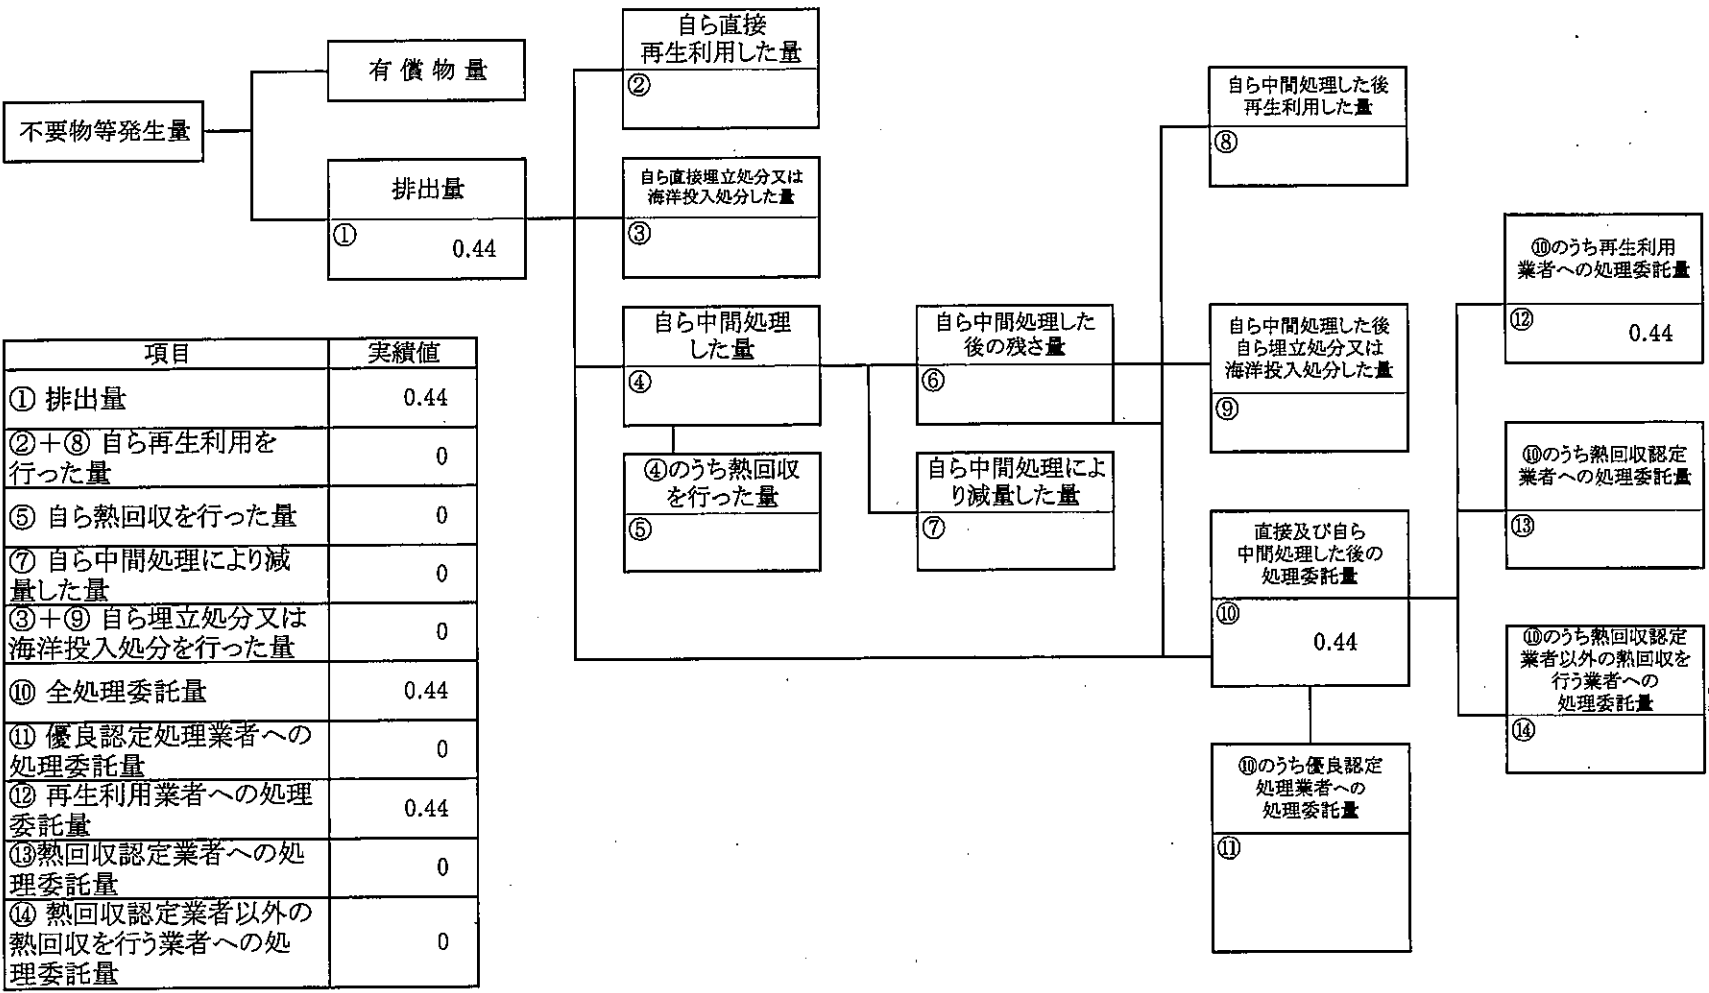 不要物等発生量
有償物量
排出量
①
0.44
自ら直接
再生利用した量
②
自ら直接埋立処分又は
海洋投入処分した量
③
自ら中間処理
した量
④
④のうち熱回収
を行った量
⑤
自ら中間処理した
後の残さ量
⑥
自ら中間処理によ
り減量した量
⑦
自ら中間処理した後
再生利用した量
⑧
自ら中間処理した後
自ら埋立処分又は
海洋投入処分した量
⑨
直接及び自ら
中間処理した後の
処理委託量
⑩
0.44
⑩のうち優良認定
処理業者への
処理委託量
⑪
⑩のうち再生利用
業者への処理委託量
⑫
0.44
⑩のうち熱回収認定
業者への処理委託量
⑬
⑩のうち熱回収認定
業者以外の熱回収を
行う業者への
処理委託量
⑭
項目 実績値
① 排出量 0.44
②+⑧ 自ら再生利用を
行った量 0
⑤ 自ら熱回収を行った量 0
⑦ 自ら中間処理により減
量した量 0
③+⑨ 自ら埋立処分又は
海洋投入処分を行った量 0
⑩ 全処理委託量 0.44
⑪ 優良認定処理業者への
処理委託量 0
⑫ 再生利用業者への処理
委託量 0.44
⑬熱回収認定業者への処
理委託量 0
⑭ 熱回収認定業者以外の
熱回収を行う業者への処
理委託量 0